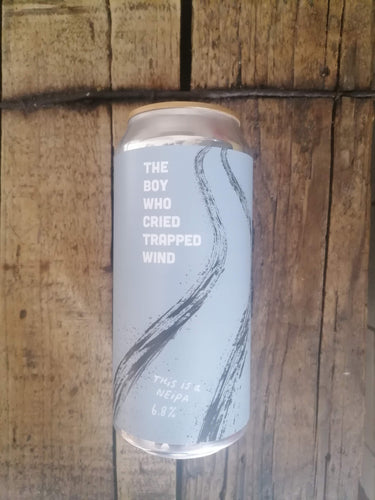 THE
BOY
WHO
CRIED
TRAPPED
WIND
THIS IS A
NEIPA
6.8%